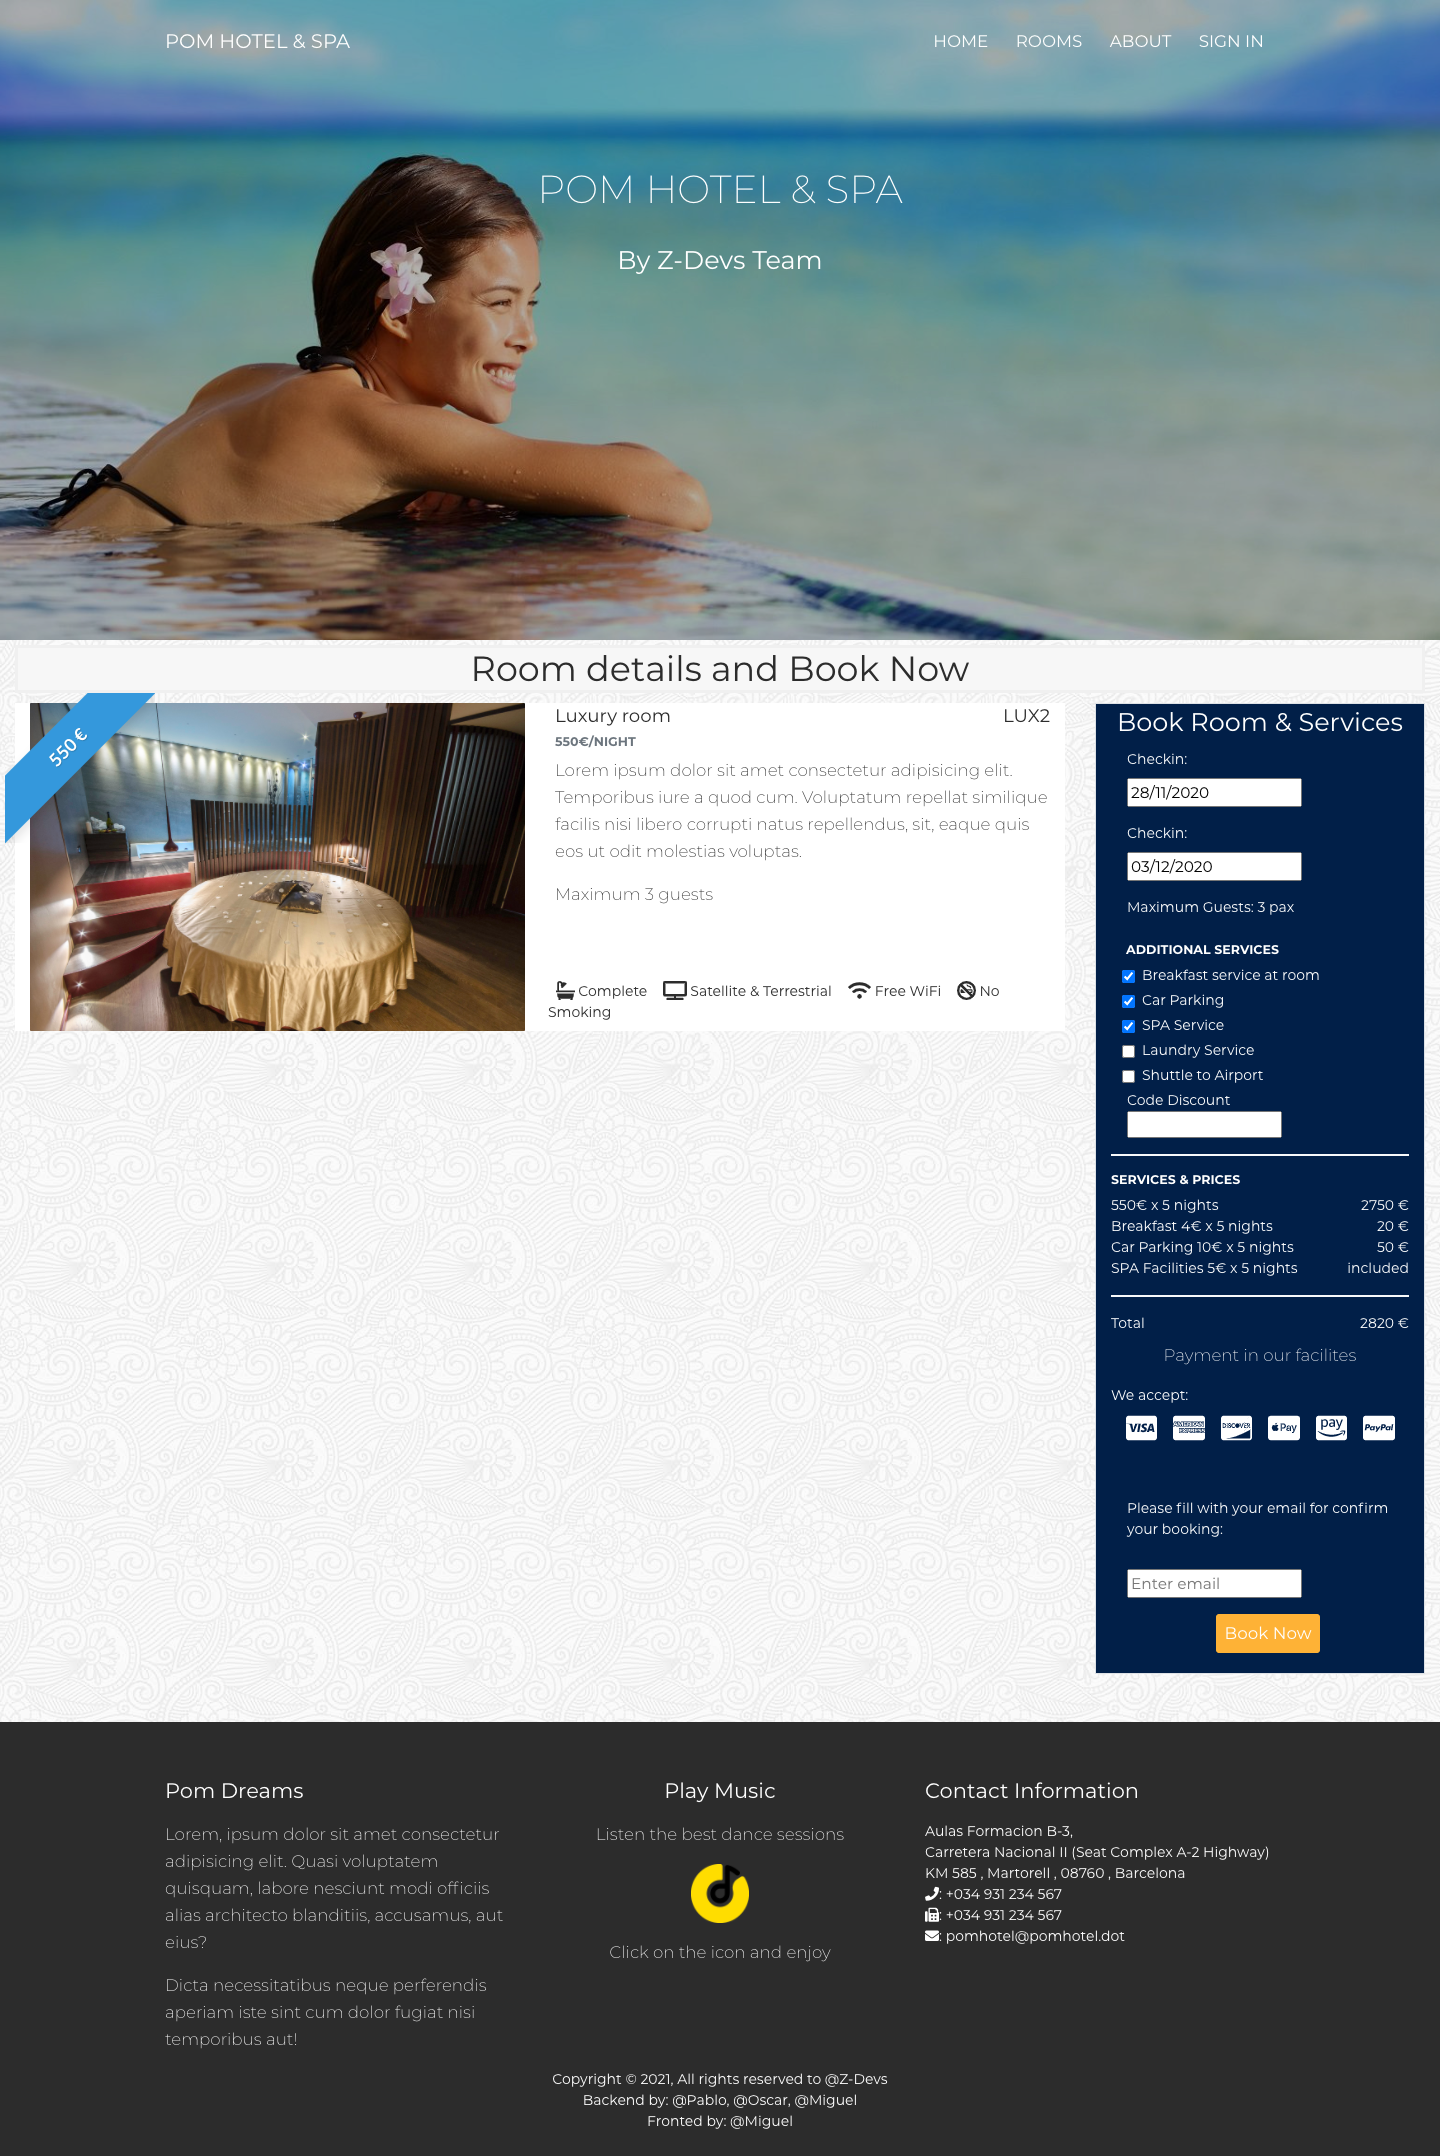 POM HOTEL & SPA
HOME ROOMS ABOUT SIGN IN
POM HOTEL & SPA
By Z-Devs Team
Room details and Book Now
550 €
Luxury room LUX2
550€/NIGHT
Lorem ipsum dolor sit amet consectetur adipisicing elit.
Temporibus iure a quod cum. Voluptatum repellat similique
facilis nisi libero corrupti natus repellendus, sit, eaque quis
eos ut odit molestias voluptas.
Maximum 3 guests
Complete Satellite & Terrestrial Free WiFi No
Smoking
Book Room & Services
Checkin:
28/11/2020
Checkin:
03/12/2020
Maximum Guests: 3 pax
ADDITIONAL SERVICES
Breakfast service at room
Car Parking
SPA Service
Laundry Service
Shuttle to Airport
Code Discount
SERVICES & PRICES
550€ x 5 nights 2750 €
Breakfast 4€ x 5 nights 20 €
Car Parking 10€ x 5 nights 50 €
SPA Facilities 5€ x 5 nights included
Total 2820 €
Payment in our facilites
We accept:
VISA AMERICAN EXPRESS DISCOVER Pay pay PayPal
Please fill with your email for confirm
your booking:
Enter email
Book Now
Pom Dreams
Lorem, ipsum dolor sit amet consectetur
adipisicing elit. Quasi voluptatem
quisquam, labore nesciunt modi officiis
alias architecto blanditiis, accusamus, aut
eius?
Dicta necessitatibus neque perferendis
aperiam iste sint cum dolor fugiat nisi
temporibus aut!
Play Music
Listen the best dance sessions
Click on the icon and enjoy
Contact Information
Aulas Formacion B-3,
Carretera Nacional II (Seat Complex A-2 Highway)
KM 585 , Martorell , 08760 , Barcelona
: +034 931 234 567
: +034 931 234 567
: pomhotel@pomhotel.dot
Copyright © 2021, All rights reserved to @Z-Devs
Backend by: @Pablo, @Oscar, @Miguel
Fronted by: @Miguel